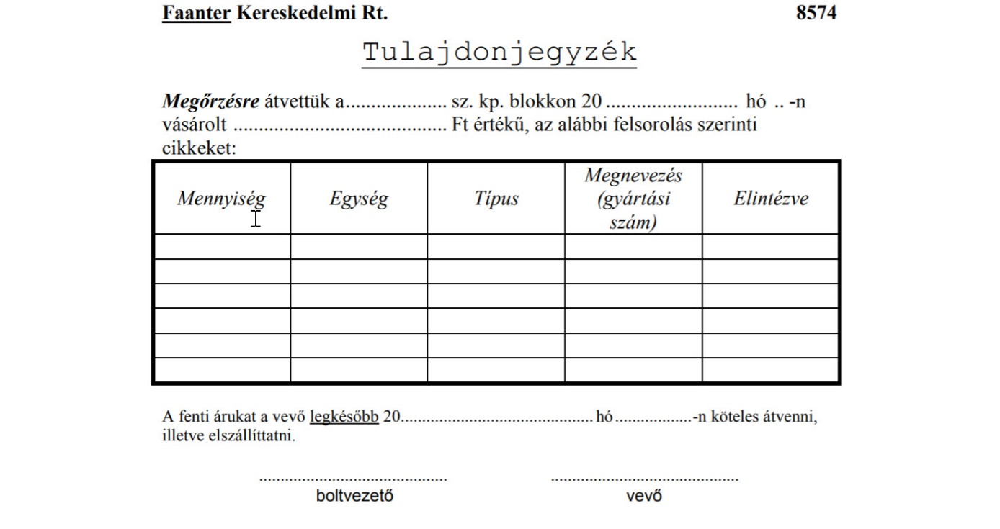 Faanter Kereskedelmi Rt. 8574
Tulajdonjegyzék
Megőrzésre átvettük a.................... sz. kp. blokkon 20 .......................... hó .. -n
vásárolt .......................................... Ft értékű, az alábbi felsorolás szerinti
cikkeket:
Mennyiség Egység Típus Megnevezés (gyártási szám) Elintézve
A fenti árukat a vevő legkésőbb 20............................................. hó..................-n köteles átvenni,
illetve elszállíttatni.
............................................ ............................................
boltvezető vevő